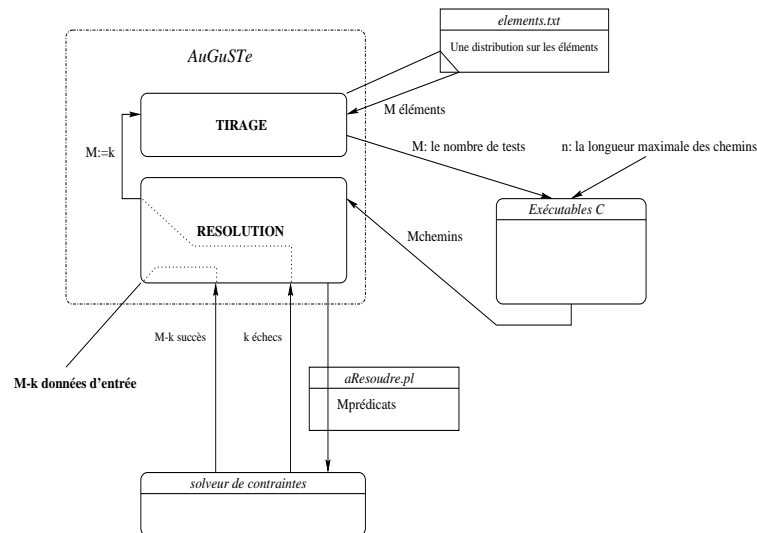 elements.txt
Une distribution sur les éléments
AuGuSTe
M éléments
TIRAGE
M: le nombre de tests
n: la longueur maximale des chemins
M:=k
Exécutables C
RESOLUTION
Mchemins
M-k succès
k échecs
M-k données d'entrée
aResoudre.pl
Mprédicats
solveur de contraintes